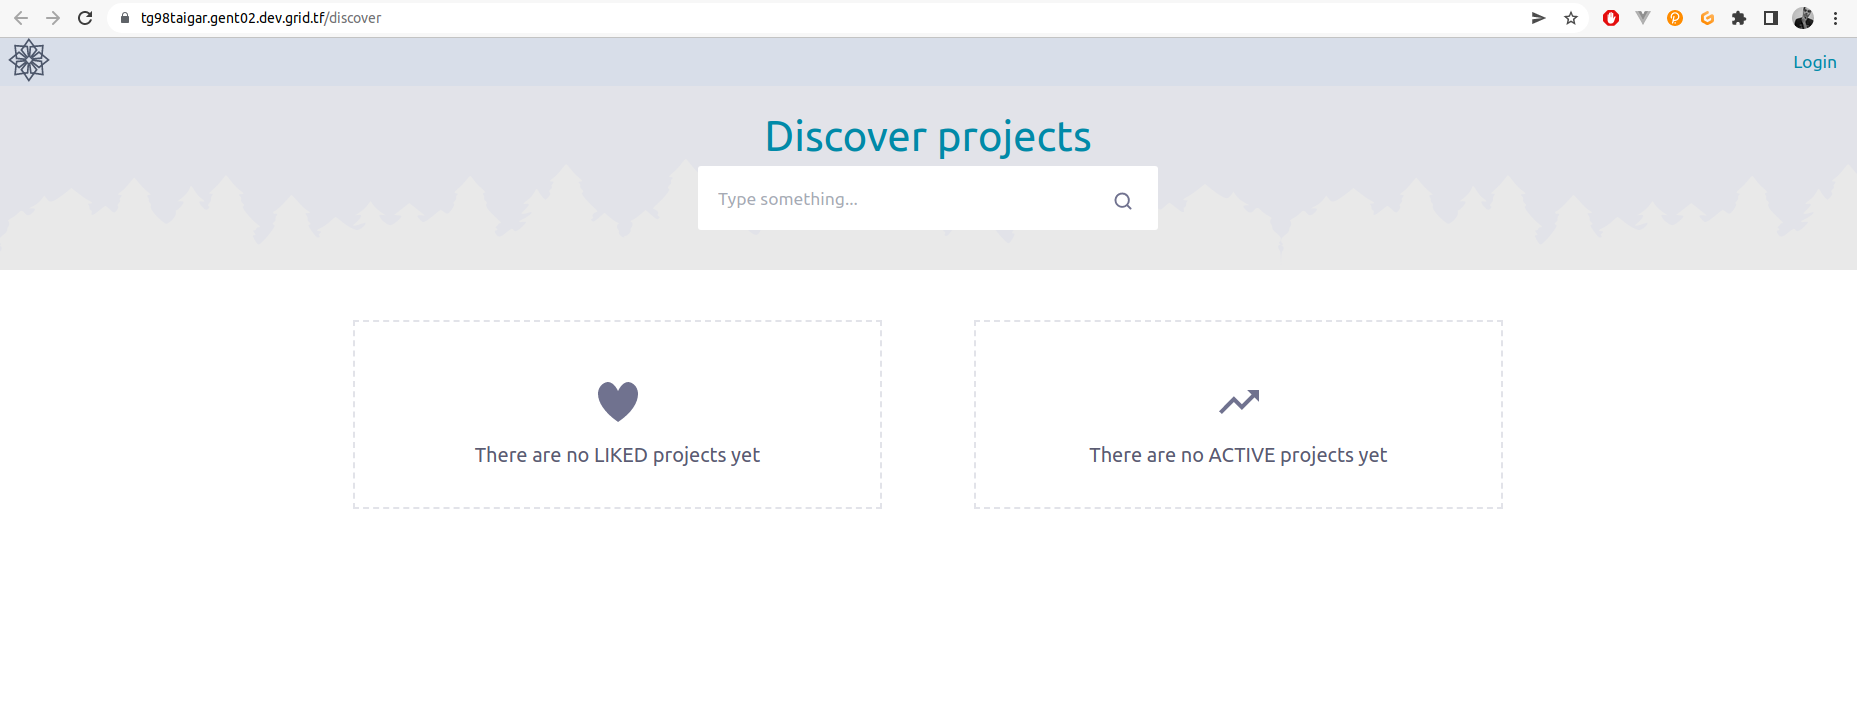 tg98taigar.gent02.dev.grid.tf/discover
Login
Discover projects
Type something...
There are no LIKED projects yet
There are no ACTIVE projects yet